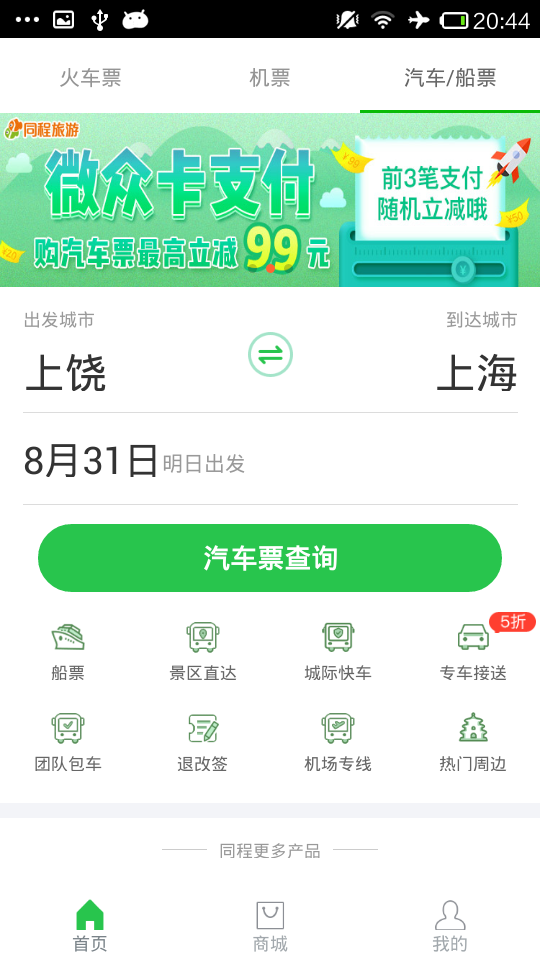 20:44
火车票
机票
汽车/船票
同程旅游
微众卡支付
购汽车票最高立减99元
前3笔支付
随机立减哦
¥99
¥50
出发城市
到达城市
上饶
上海
8月31日 明日出发
汽车票查询
5折
船票
景区直达
城际快车
专车接送
团队包车
退改签
机场专线
热门周边
同程更多产品
首页
商城
我的